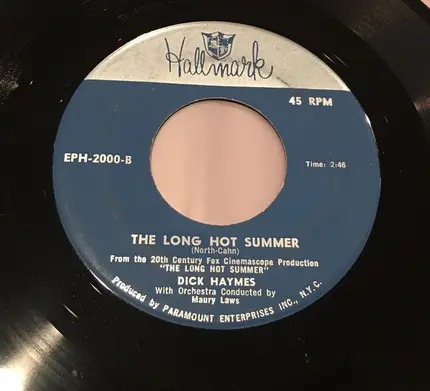 Hallmark
45 RPM
EPH-2000-B
Time: 2:46
THE LONG HOT SUMMER
(North-Cahn)
From the 20th Century Fox Cinemascope Production
"THE LONG HOT SUMMER"
DICK HAYMES
With Orchestra Conducted by
Maury Laws
Produced by PARAMOUNT ENTERPRISES INC., N.Y.C.